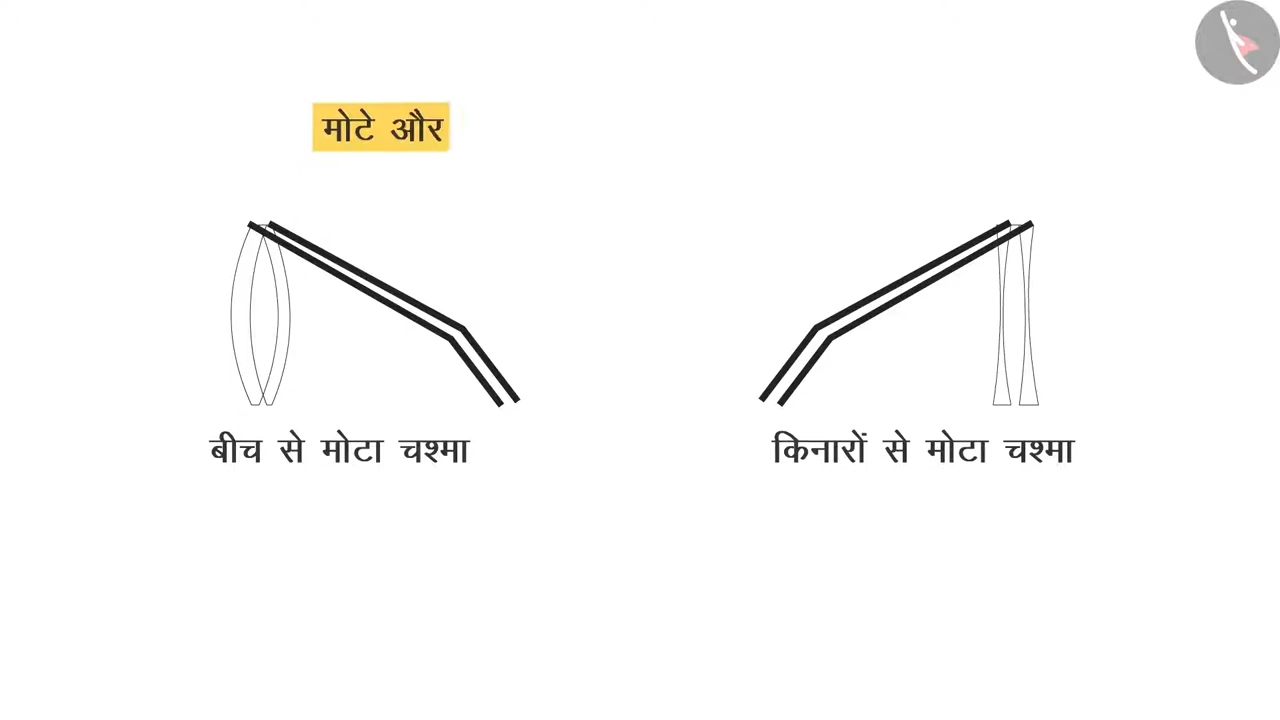 मोटे और
बीच से मोटा चश्मा
किनारों से मोटा चश्मा